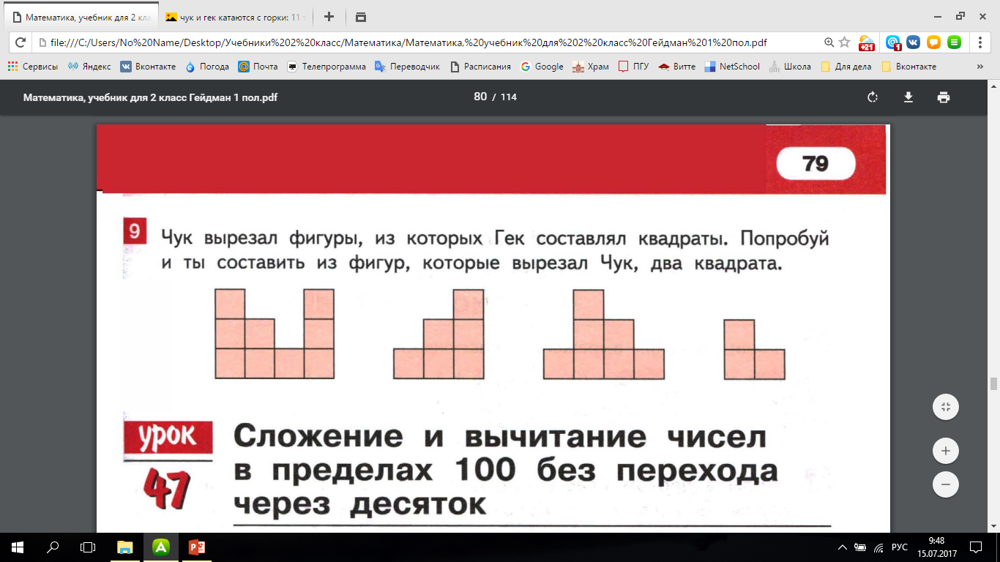 Математика, учебник для 2 кла
чук и гек катаются с горки: 11 т
file:///C:/Users/No%20Name/Desktop/Учебники%202%20класс/Математика/Математика,%20учебник%20для%202%20класс%20Гейдман%201%20пол.pdf
+21
1
Сервисы Яндекс Вконтакте Погода Почта Телепрограмма Переводчик Расписания Google Храм ПГУ Витте NetSchool Школа Для дела Вконтакте »
Математика, учебник для 2 класс Гейдман 1 пол.pdf
80 / 114
79
9
Чук вырезал фигуры, из которых Гек составлял квадраты. Попробуй
и ты составить из фигур, которые вырезал Чук, два квадрата.
урок
47
Сложение и вычитание чисел
в пределах 100 без перехода
через десяток
РУС
9:48
15.07.2017